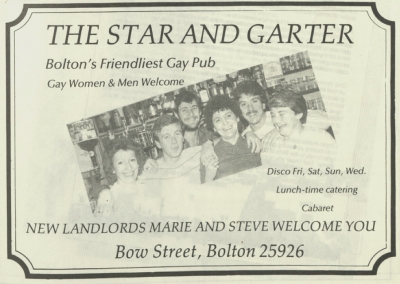 THE STAR AND GARTER
Bolton's Friendliest Gay Pub
Gay Women & Men Welcome
Disco Fri, Sat, Sun, Wed.
Lunch-time catering
Cabaret
NEW LANDLORDS MARIE AND STEVE WELCOME YOU
Bow Street, Bolton 25926